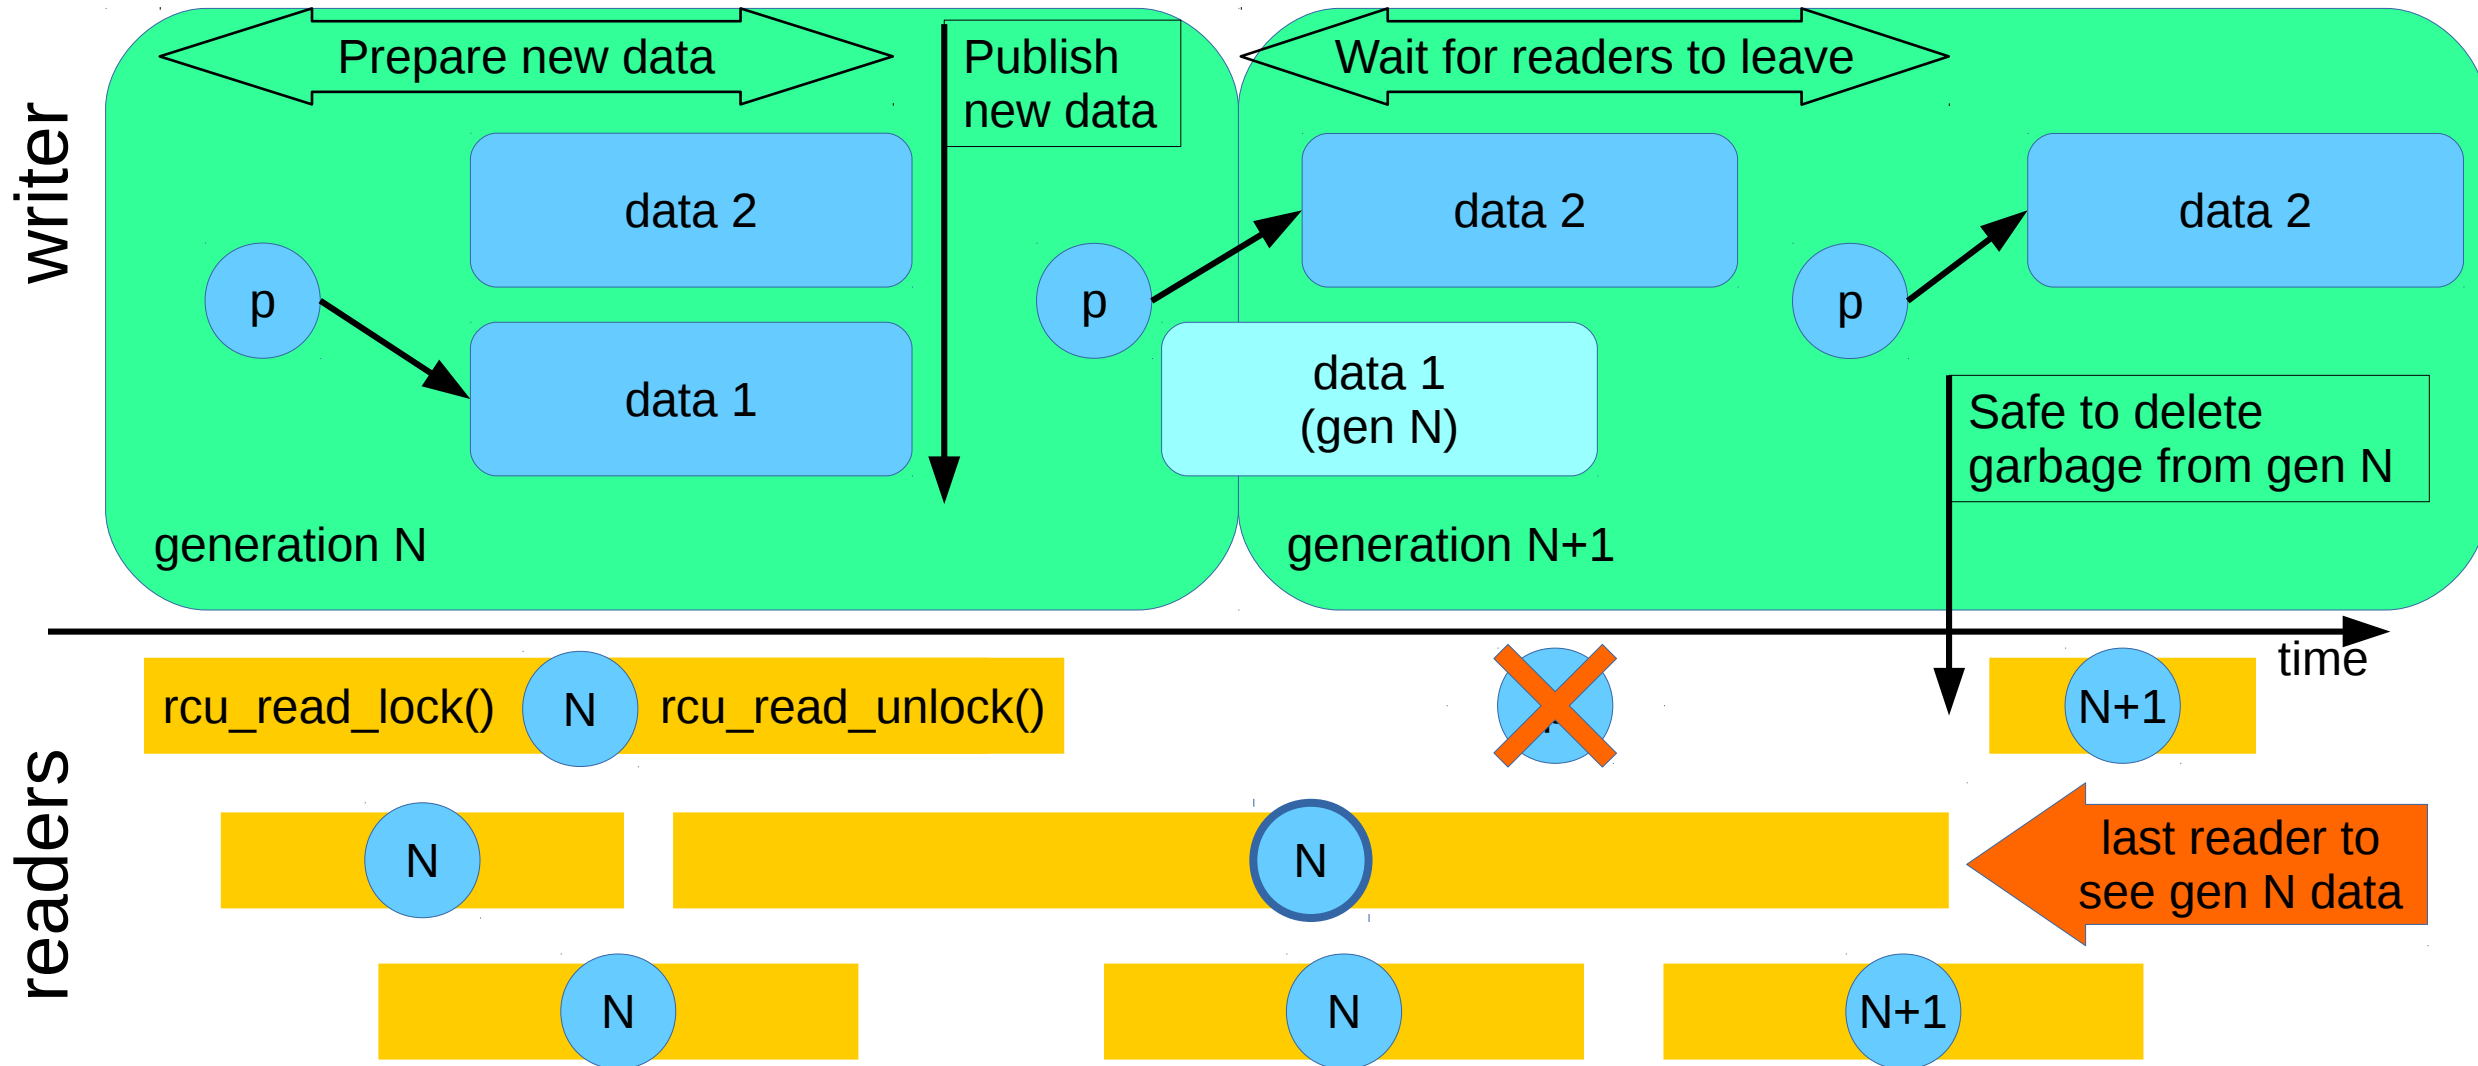 writer
Prepare new data
Publish
new data
Wait for readers to leave
data 2
data 2
data 2
p
p
p
data 1
data 1
(gen N)
Safe to delete
garbage from gen N
generation N
generation N+1
time
readers
rcu_read_lock()
N
rcu_read_unlock()
N+1
N
N
last reader to
see gen N data
N
N
N+1